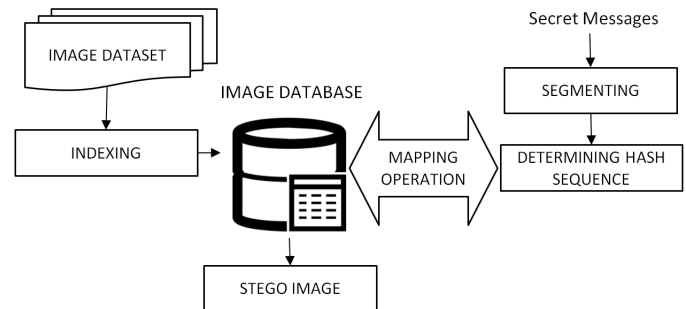 Secret Messages
IMAGE DATASET
SEGMENTING
IMAGE DATABASE
INDEXING
MAPPING
OPERATION
DETERMINING HASH
SEQUENCE
STEGO IMAGE